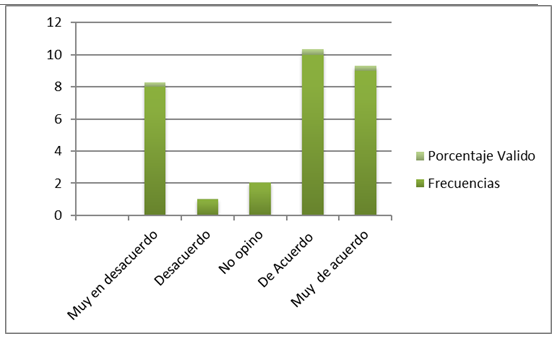 12
10
8
6
4
2
0
Muy en desacuerdo
Desacuerdo
No opino
De Acuerdo
Muy de acuerdo
Porcentaje Valido
Frecuencias